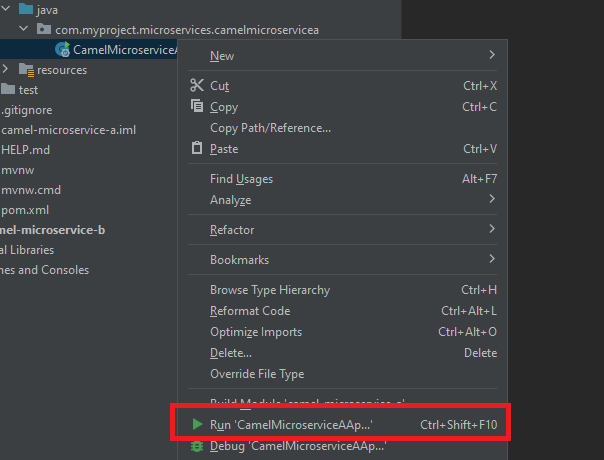 java
com.myproject.microservices.camelmicroservicea
CamelMicroserviceA
resources
test
.gitignore
camel-microservice-a.iml
HELP.md
mvnw
mvnw.cmd
pom.xml
mel-microservice-b
al Libraries
hes and Consoles
New
Cut Ctrl+X
Copy Ctrl+C
Copy Path/Reference...
Paste Ctrl+V
Find Usages Alt+F7
Analyze
Refactor
Bookmarks
Browse Type Hierarchy Ctrl+H
Reformat Code Ctrl+Alt+L
Optimize Imports Ctrl+Alt+O
Delete... Delete
Override File Type
Build Module 'camel-microservice-a'
Run 'CamelMicroserviceAAp...' Ctrl+Shift+F10
Debug 'CamelMicroserviceAAp...'